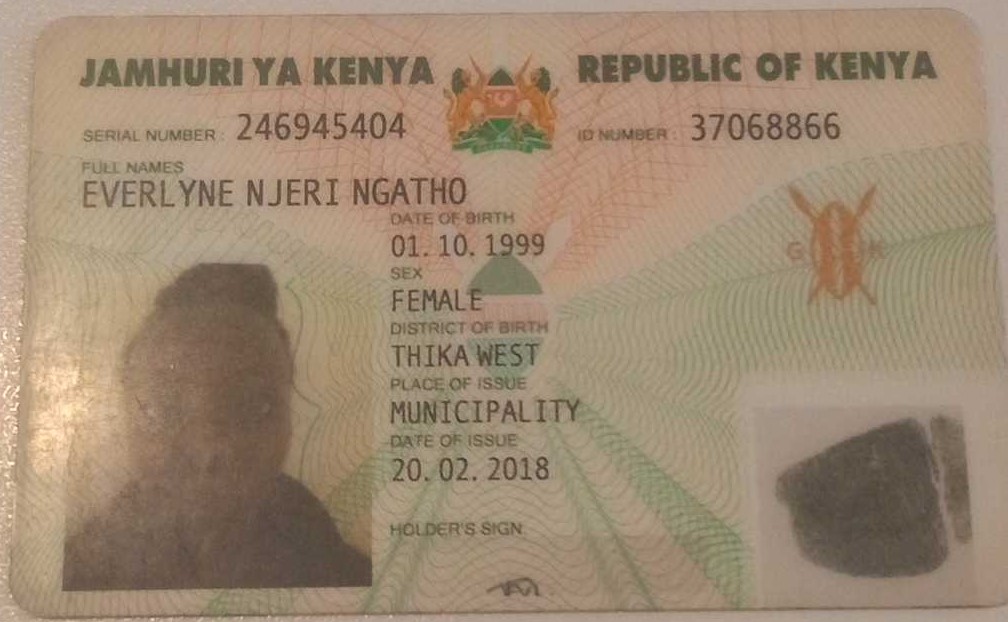 JAMHURI YA KENYA REPUBLIC OF KENYA
SERIAL NUMBER: 246945404 ID NUMBER: 37068866
FULL NAMES
EVERLYNE NJERI NGATHO
DATE OF BIRTH
01. 10. 1999
SEX
FEMALE
DISTRICT OF BIRTH
THIKA WEST
PLACE OF ISSUE
MUNICIPALITY
DATE OF ISSUE
20. 02. 2018
HOLDER'S SIGN
G K